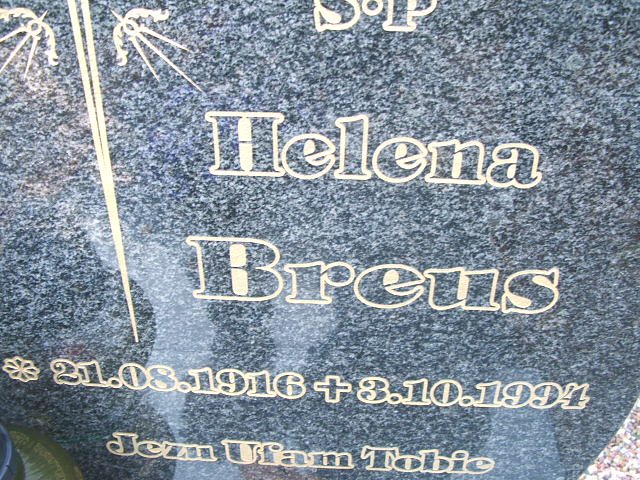 S•P
Helena
Breus
* 21.08.1916 + 3.10.1994
Jezu Ufam Tobie